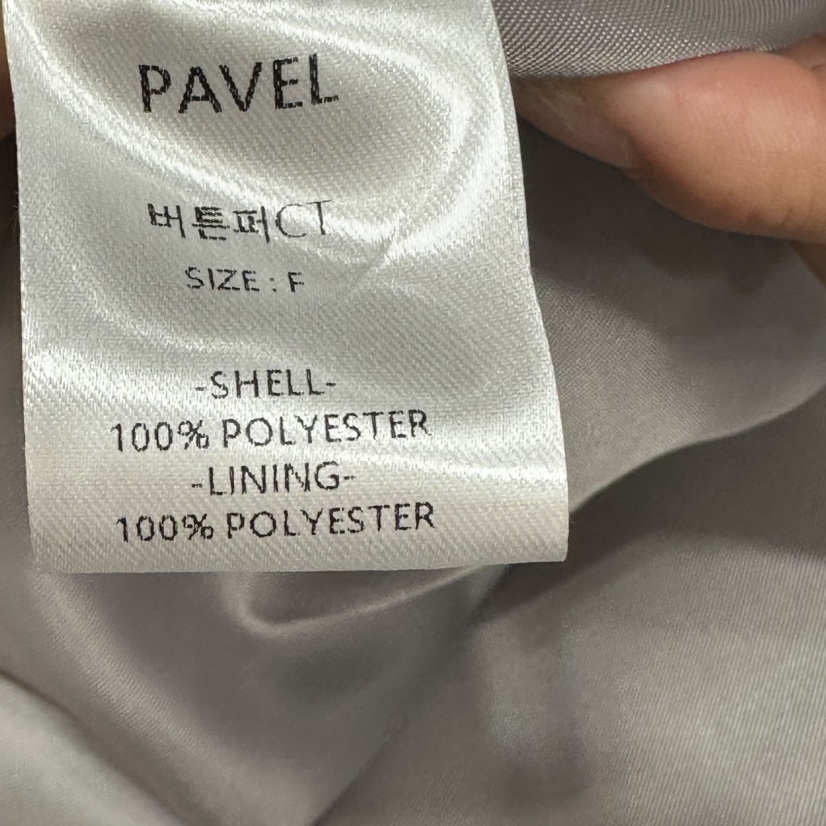 PAVEL
버튼퍼CT
SIZE : F
-SHELL-
100% POLYESTER
-LINING-
100% POLYESTER